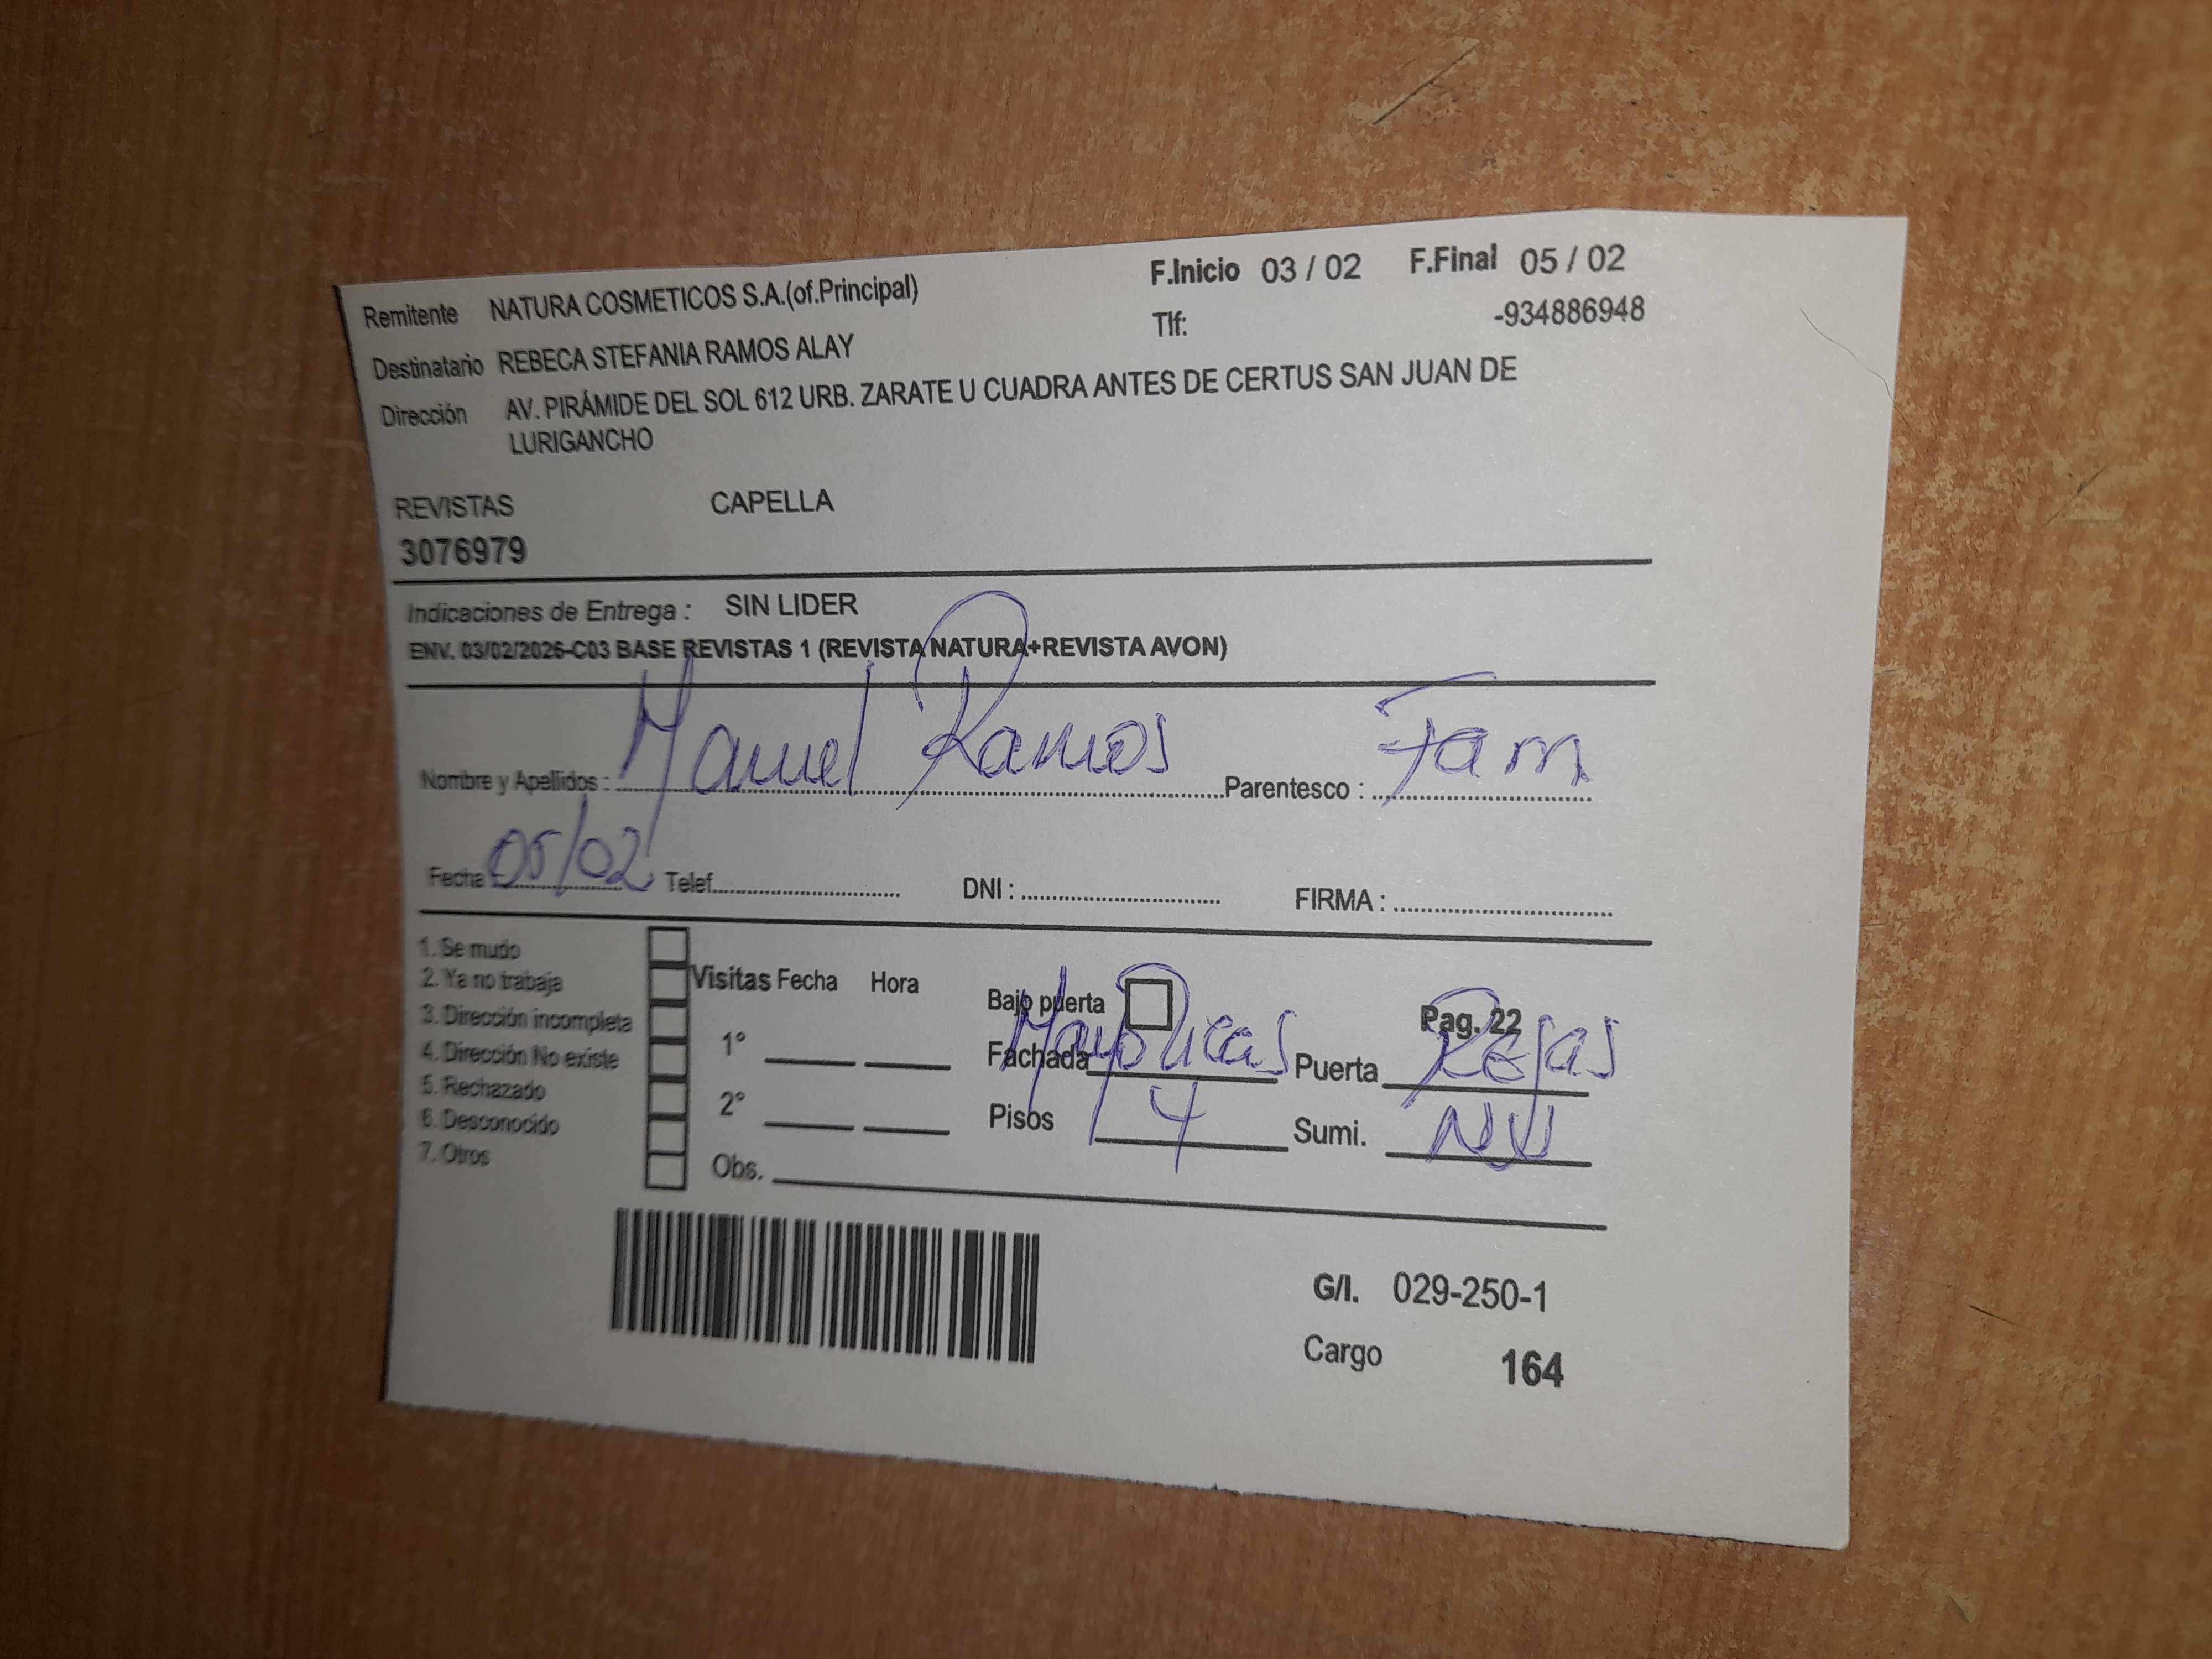 Remitente NATURA COSMETICOS S.A.(of.Principal) F.Inicio 03 / 02 F.Final 05 / 02
Tlf: -934886948
Destinatario REBECA STEFANIA RAMOS ALAY
Dirección AV. PIRÁMIDE DEL SOL 612 URB. ZARATE U CUADRA ANTES DE CERTUS SAN JUAN DE
LURIGANCHO
REVISTAS CAPELLA
3076979
Indicaciones de Entrega : SIN LIDER
ENV. 03/02/2026-C03 BASE REVISTAS 1 (REVISTA NATURA+REVISTA AVON)
Nombre y Apellidos : Manuel Ramos Parentesco : Fam
Fecha 05/02 Telef. DNI : FIRMA :
1. Se mudo
2. Ya no trabaja
3. Dirección incompleta
4. Dirección No existe
5. Rechazado
6. Desconocido
7. Otros
Visitas Fecha Hora
1°
2°
Obs.
Bajo puerta Pag. 22
Fachada Mayolicas Puerta Rejas
Pisos 4 Sumi. NV
G/I. 029-250-1
Cargo 164